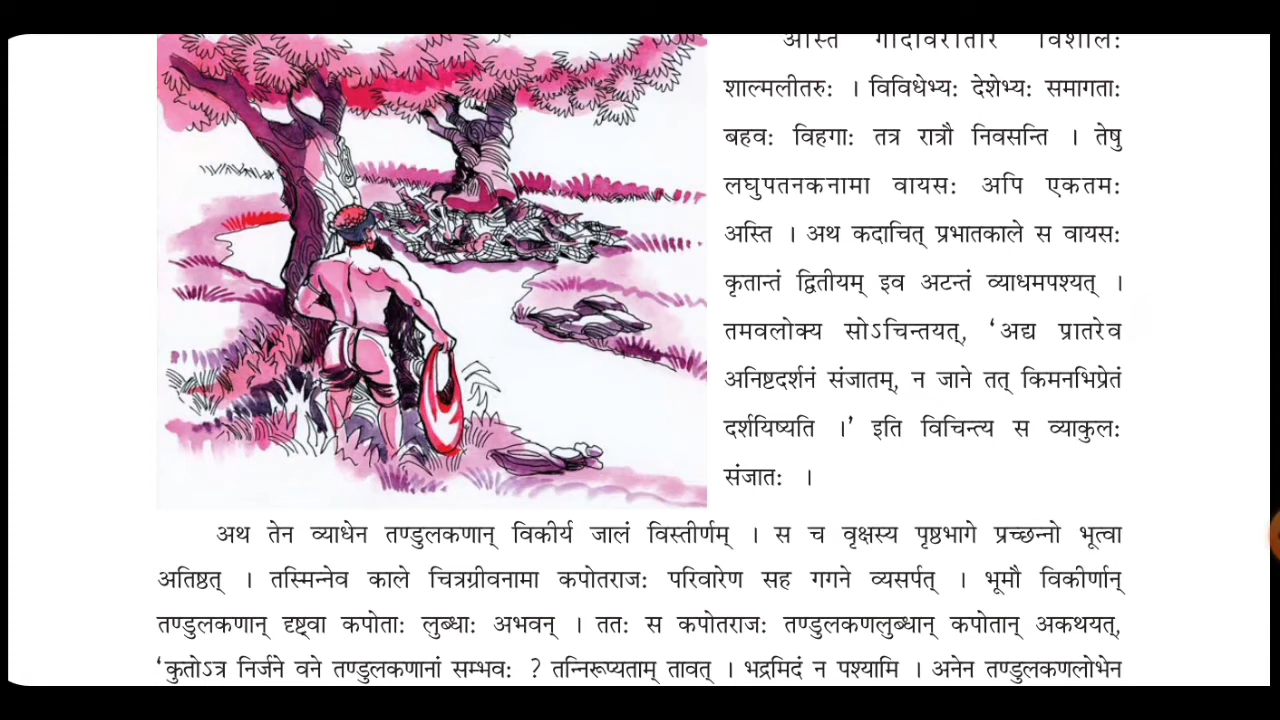 अस्ति गोदावरीतीरे विशालः
शाल्मलीतरुः । विविधेभ्यः देशेभ्यः समागताः
बहवः विहगाः तत्र रात्रौ निवसन्ति । तेषु
लघुपतनकनामा वायसः अपि एकतमः
अस्ति । अथ कदाचित् प्रभातकाले स वायसः
कृतान्तं द्वितीयम् इव अटन्तं व्याधमपश्यत् ।
तमवलोक्य सोऽचिन्तयत्, ‘अद्य प्रातरेव
अनिष्टदर्शनं संजातम्, न जाने तत् किमनभिप्रेतं
दर्शयिष्यति ।’ इति विचिन्त्य स व्याकुलः
संजातः ।
अथ तेन व्याधेन तण्डुलकणान् विकीर्य जालं विस्तीर्णम् । स च वृक्षस्य पृष्ठभागे प्रच्छन्नो भूत्वा
अतिष्ठत् । तस्मिन्नेव काले चित्रग्रीवनामा कपोतराजः परिवारेण सह गगने व्यसर्पत् । भूमौ विकीर्णान्
तण्डुलकणान् दृष्ट्वा कपोताः लुब्धाः अभवन् । ततः स कपोतराजः तण्डुलकणलुब्धान् कपोतान् अकथयत्,
‘कुतोऽत्र निर्जने वने तण्डुलकणानां सम्भवः ? तन्निरूप्यताम् तावत् । भद्रमिदं न पश्यामि । अनेन तण्डुलकणलोभेन